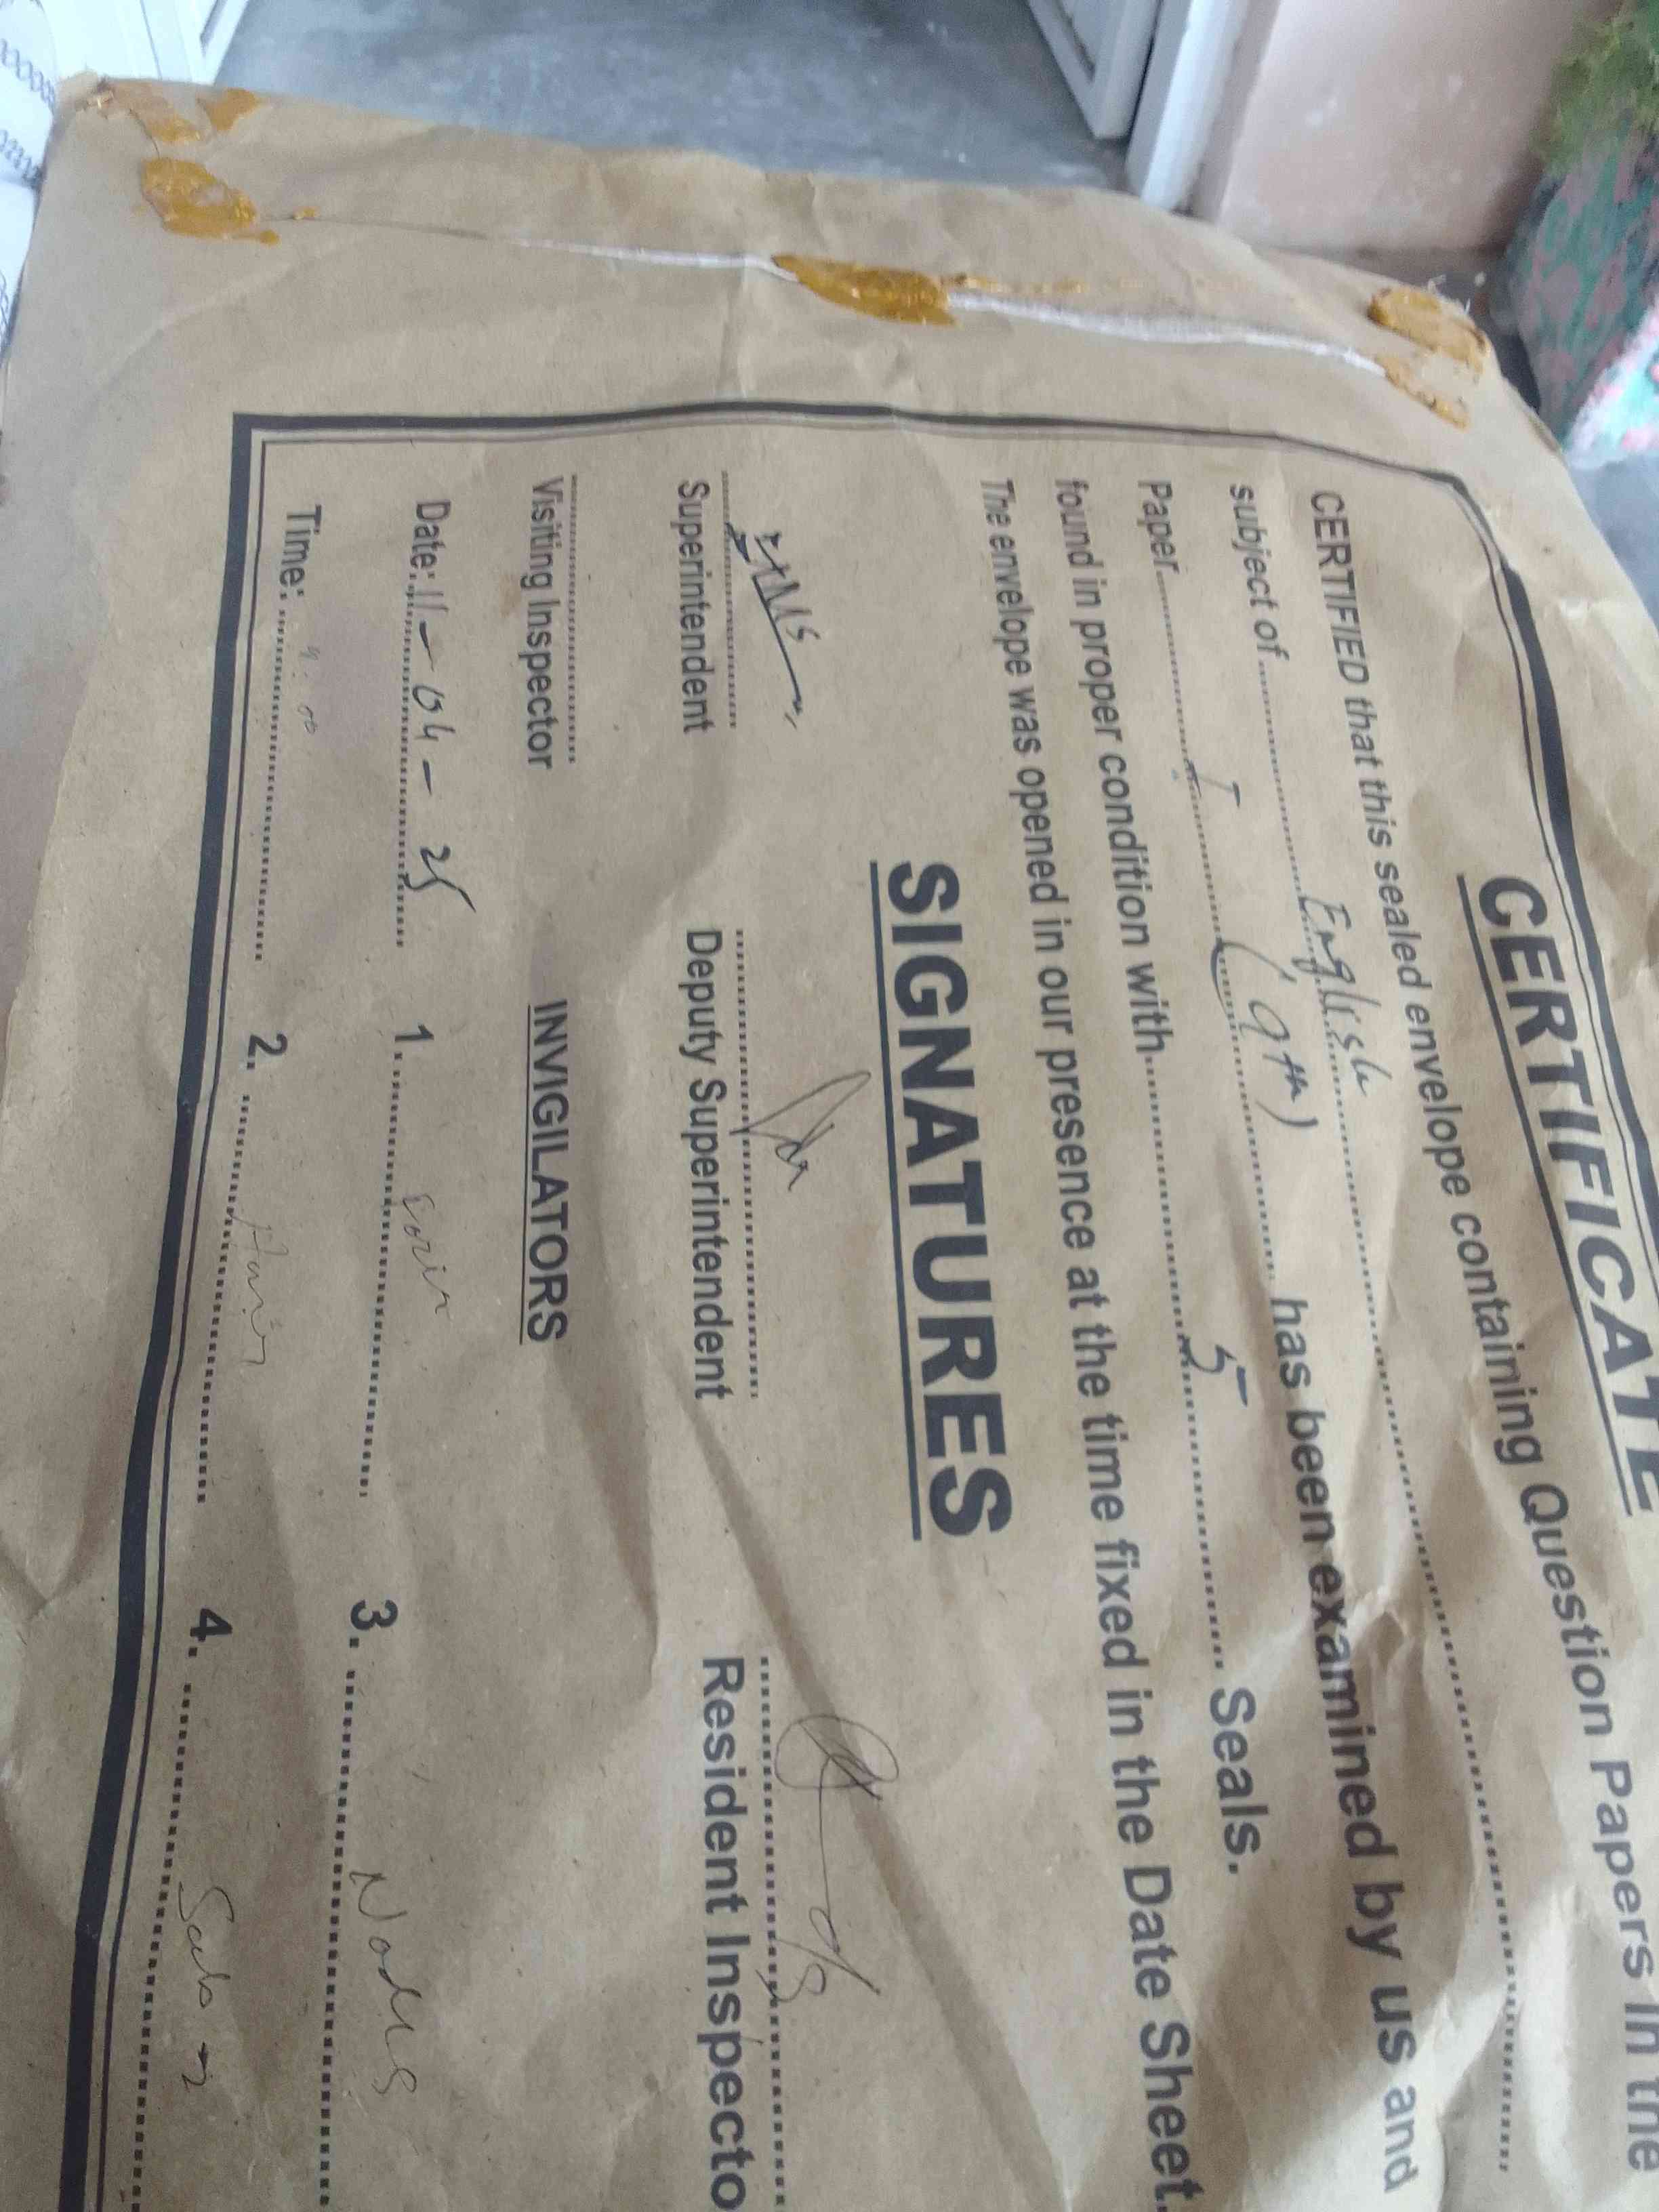 CERTIFICATE
CERTIFIED that this sealed envelope containing Question Papers in the
subject of.......... English ..........
Paper.......... I (9th) .......... has been examined by us and
found in proper condition with.......... 5 .......... Seals.
The envelope was opened in our presence at the time fixed in the Date Sheet.
SIGNATURES
Superintendent Deputy Superintendent Resident Inspecto
Visiting Inspector INVIGILATORS
Date: 11-04-25 1. 3.
Time: 2. 4.